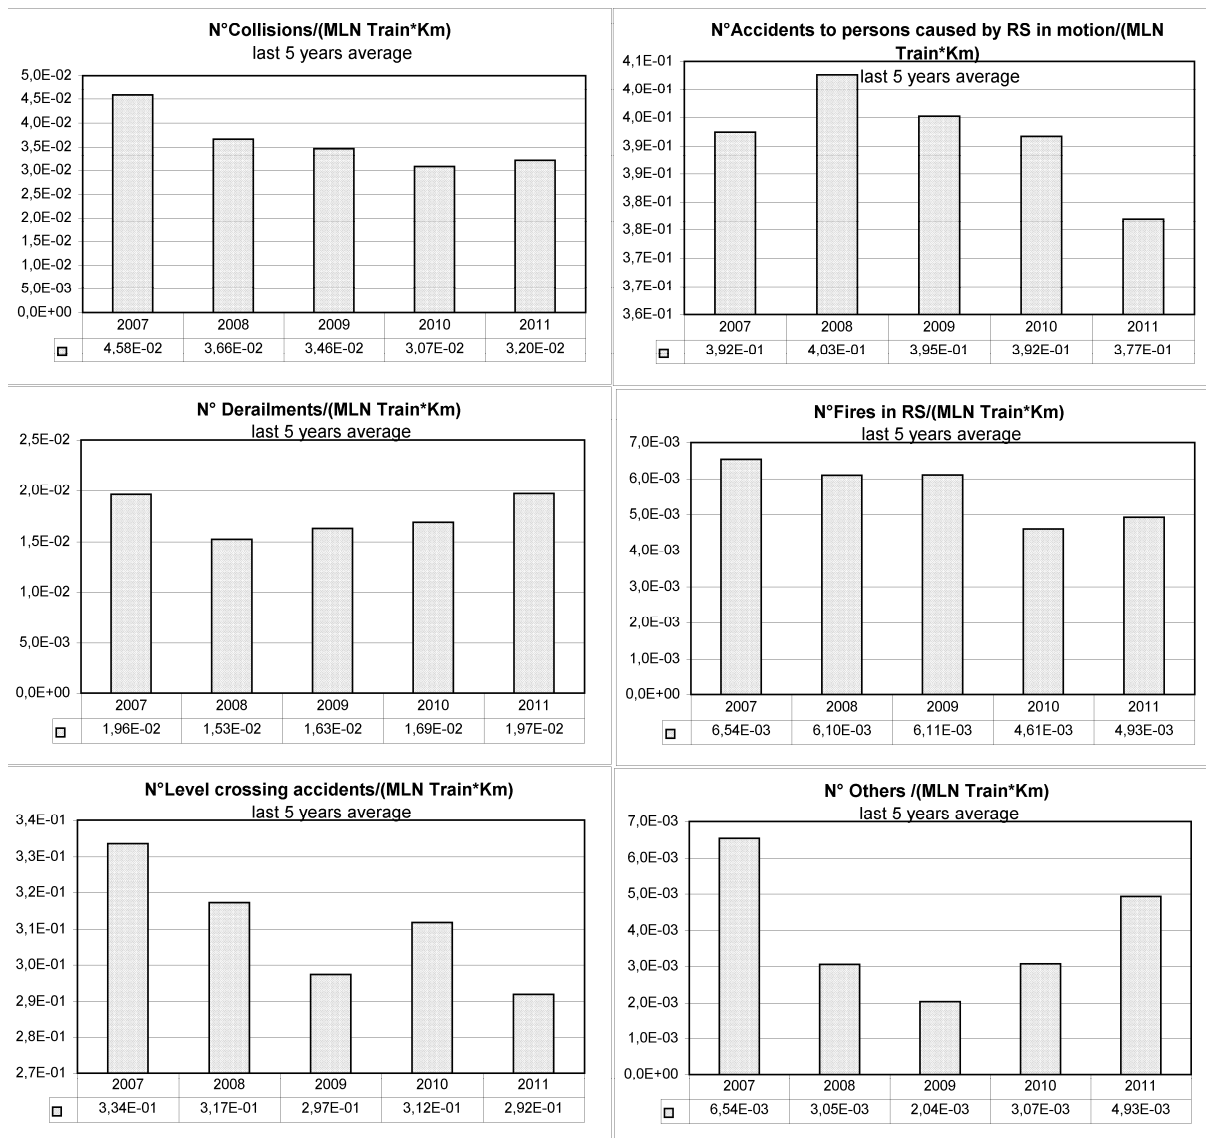 N°Collisions/(MLN Train*Km)
last 5 years average
5,0E-02
4,5E-02
4,0E-02
3,5E-02
3,0E-02
2,5E-02
2,0E-02
1,5E-02
1,0E-02
5,0E-03
0,0E+00
2007 2008 2009 2010 2011
4,58E-02 3,66E-02 3,46E-02 3,07E-02 3,20E-02
N°Accidents to persons caused by RS in motion/(MLN
Train*Km)
last 5 years average
4,1E-01
4,0E-01
4,0E-01
3,9E-01
3,9E-01
3,8E-01
3,8E-01
3,7E-01
3,7E-01
3,6E-01
2007 2008 2009 2010 2011
3,92E-01 4,03E-01 3,95E-01 3,92E-01 3,77E-01
N° Derailments/(MLN Train*Km)
last 5 years average
2,5E-02
2,0E-02
1,5E-02
1,0E-02
5,0E-03
0,0E+00
2007 2008 2009 2010 2011
1,96E-02 1,53E-02 1,63E-02 1,69E-02 1,97E-02
N°Fires in RS/(MLN Train*Km)
last 5 years average
7,0E-03
6,0E-03
5,0E-03
4,0E-03
3,0E-03
2,0E-03
1,0E-03
0,0E+00
2007 2008 2009 2010 2011
6,54E-03 6,10E-03 6,11E-03 4,61E-03 4,93E-03
N°Level crossing accidents/(MLN Train*Km)
last 5 years average
3,4E-01
3,3E-01
3,2E-01
3,1E-01
3,0E-01
2,9E-01
2,8E-01
2,7E-01
2007 2008 2009 2010 2011
3,34E-01 3,17E-01 2,97E-01 3,12E-01 2,92E-01
N° Others /(MLN Train*Km)
last 5 years average
7,0E-03
6,0E-03
5,0E-03
4,0E-03
3,0E-03
2,0E-03
1,0E-03
0,0E+00
2007 2008 2009 2010 2011
6,54E-03 3,05E-03 2,04E-03 3,07E-03 4,93E-03